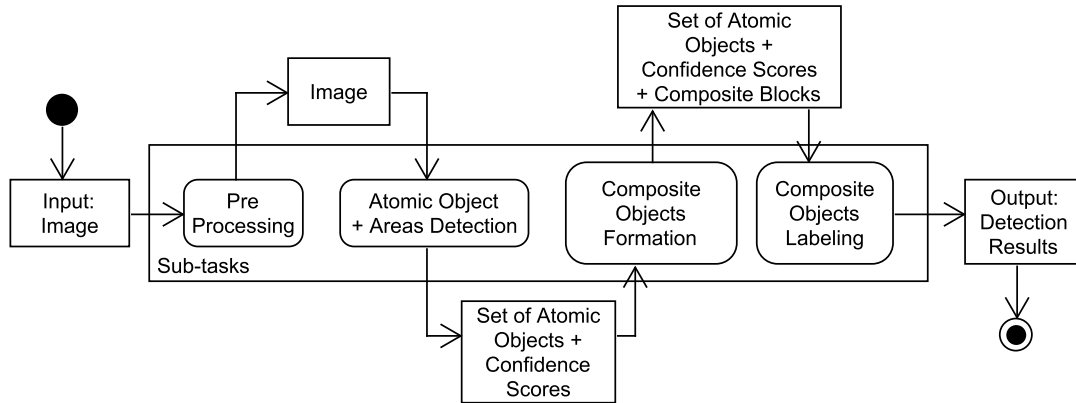 Input:
Image
Pre
Processing
Image
Atomic Object
+ Areas Detection
Set of Atomic
Objects +
Confidence
Scores
Composite
Objects
Formation
Set of Atomic
Objects +
Confidence Scores
+ Composite Blocks
Composite
Objects
Labeling
Output:
Detection
Results
Sub-tasks